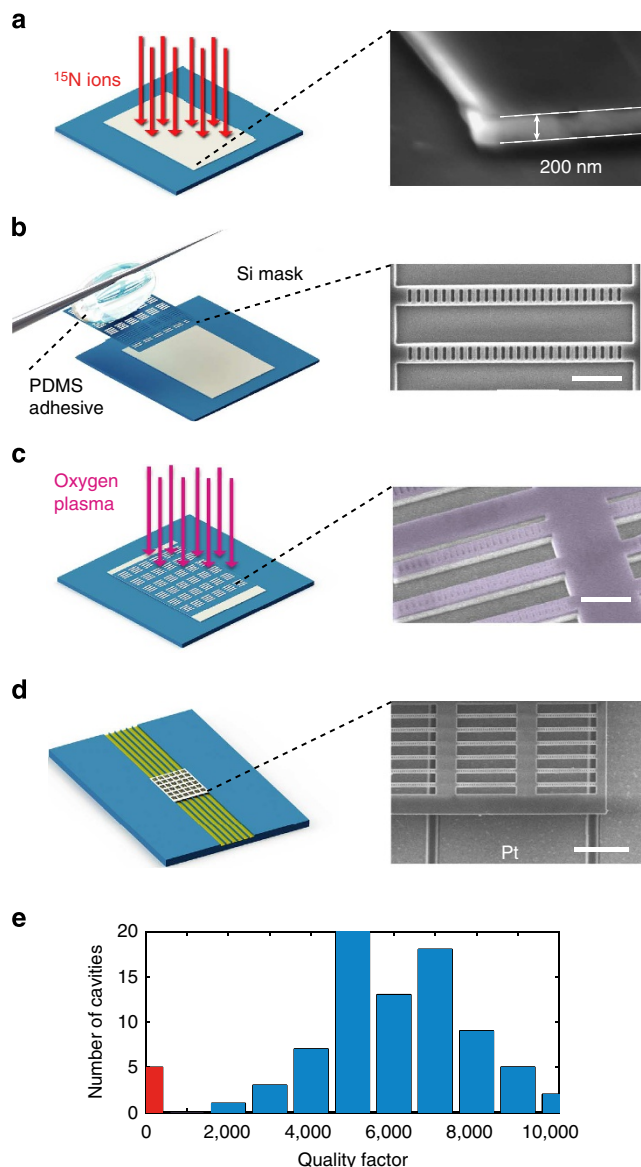 a
¹⁵N ions
200 nm
b
Si mask
PDMS
adhesive
c
Oxygen
plasma
d
Pt
e
20
15
10
5
0
Number of cavities
0
2,000
4,000
6,000
8,000
10,000
Quality factor